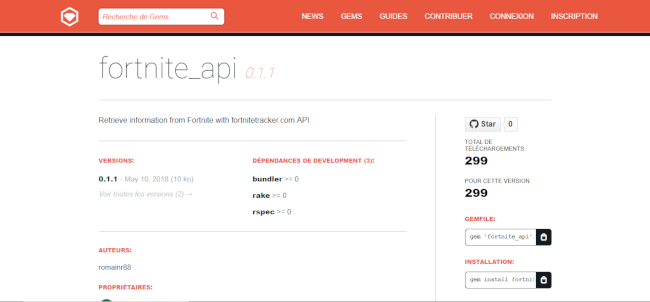 Recherche de Gems…
NEWS GEMS GUIDES CONTRIBUER CONNEXION INSCRIPTION
fortnite_api 0.1.1
Retrieve information from Fortnite with fortnitetracker.com API
VERSIONS:
0.1.1 - May 10, 2018 (10 ko)
Voir toutes les versions (2) →
DÉPENDANCES DE DEVELOPMENT (3):
bundler >= 0
rake >= 0
rspec >= 0
AUTEURS:
romainr88
PROPRIÉTAIRES:
Star 0
TOTAL DE
TÉLÉCHARGEMENTS
299
POUR CETTE VERSION
299
GEMFILE:
gem 'fortnite_api'
INSTALLATION:
gem install fortni